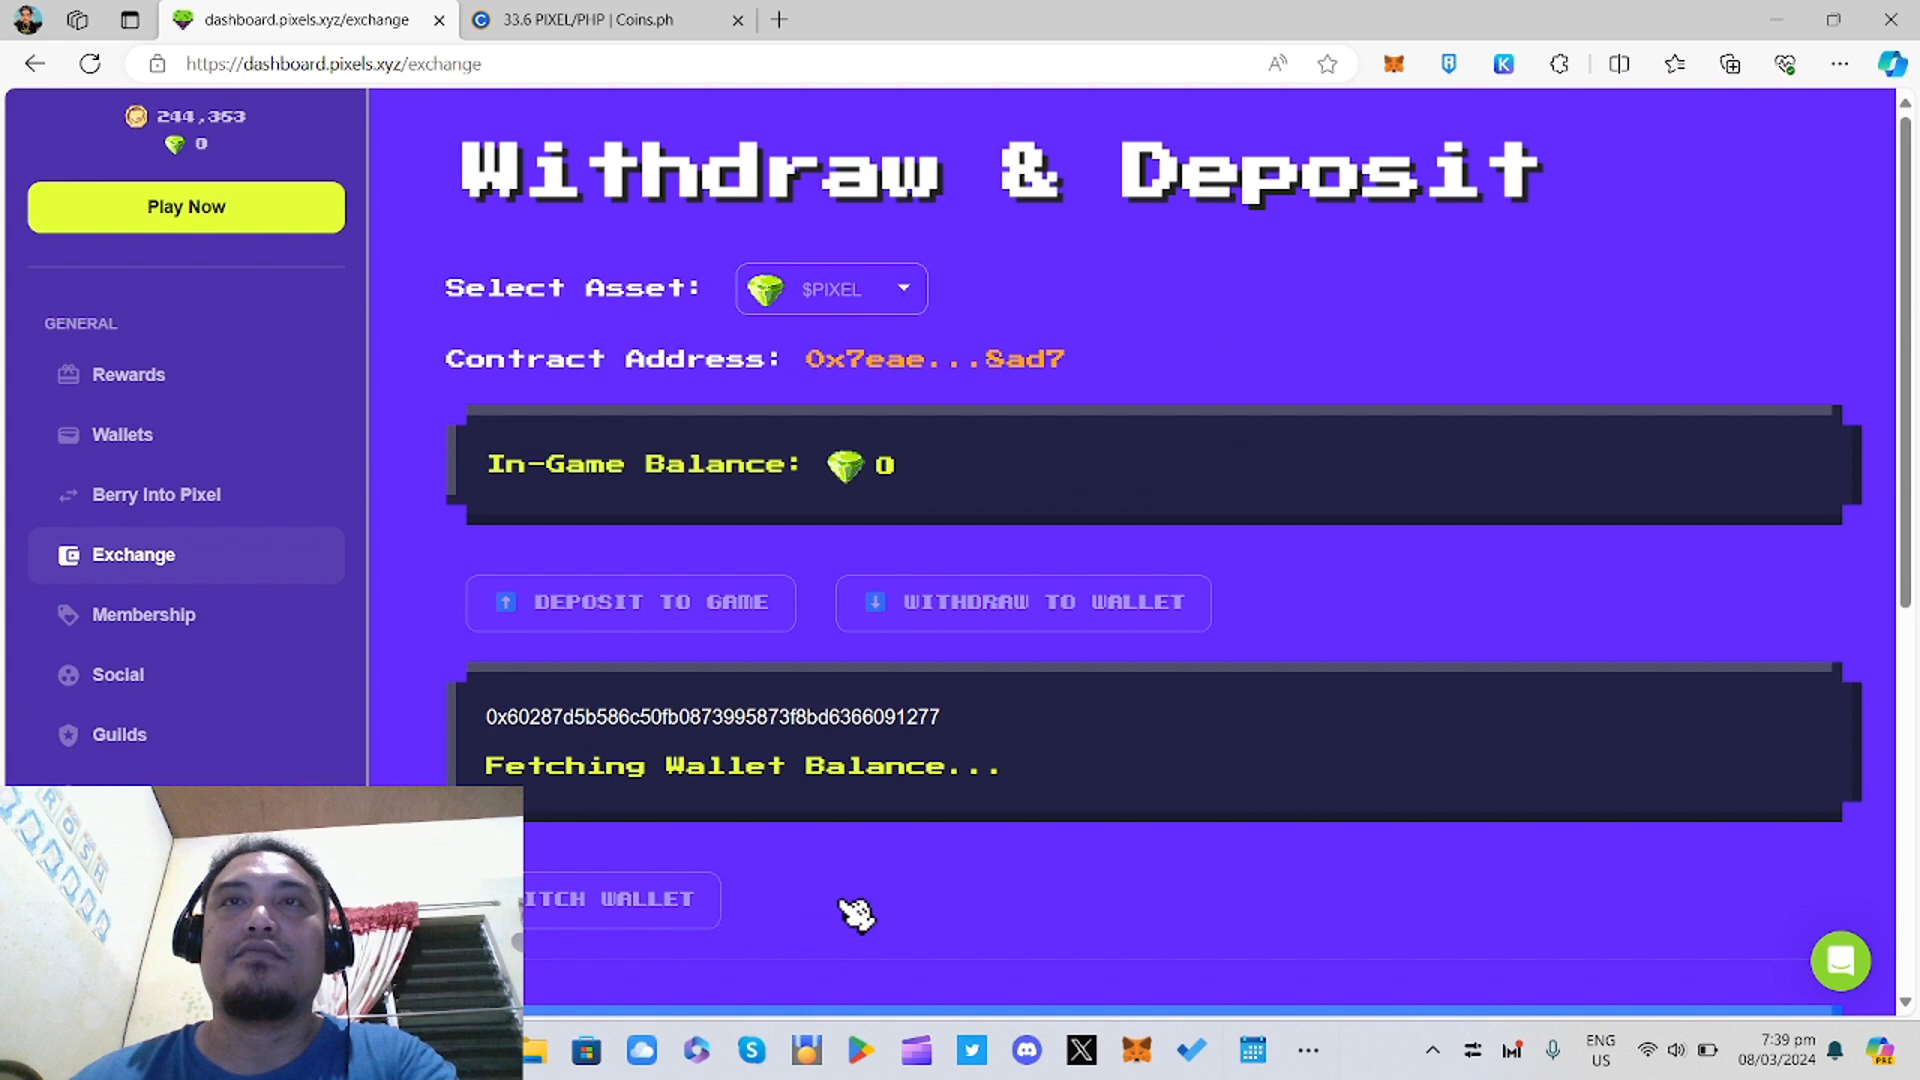 dashboard.pixels.xyz/exchange
33.6 PIXEL/PHP | Coins.ph
https://dashboard.pixels.xyz/exchange
244,353
0
Play Now
GENERAL
Rewards
Wallets
Berry Into Pixel
Exchange
Membership
Social
Guilds
Withdraw & Deposit
Select Asset: $PIXEL
Contract Address: 0x7eae...8ad7
In-Game Balance: 0
DEPOSIT TO GAME
WITHDRAW TO WALLET
0x60287d5b586c50fb0873995873f8bd6366091277
Fetching Wallet Balance...
ITCH WALLET
ROSH
ENG
US
7:39 pm
08/03/2024
PRE